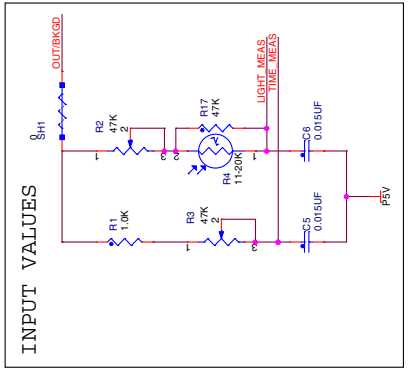 INPUT VALUES
OUT/BKGD
0
SH1
R2
47K
1
2
3
R17
47K
2
R4
11-20K
1
LIGHT_MEAS
TIME_MEAS
C6
0.015UF
R1
1.0K
R3
47K
1
2
3
C5
0.015UF
P5V